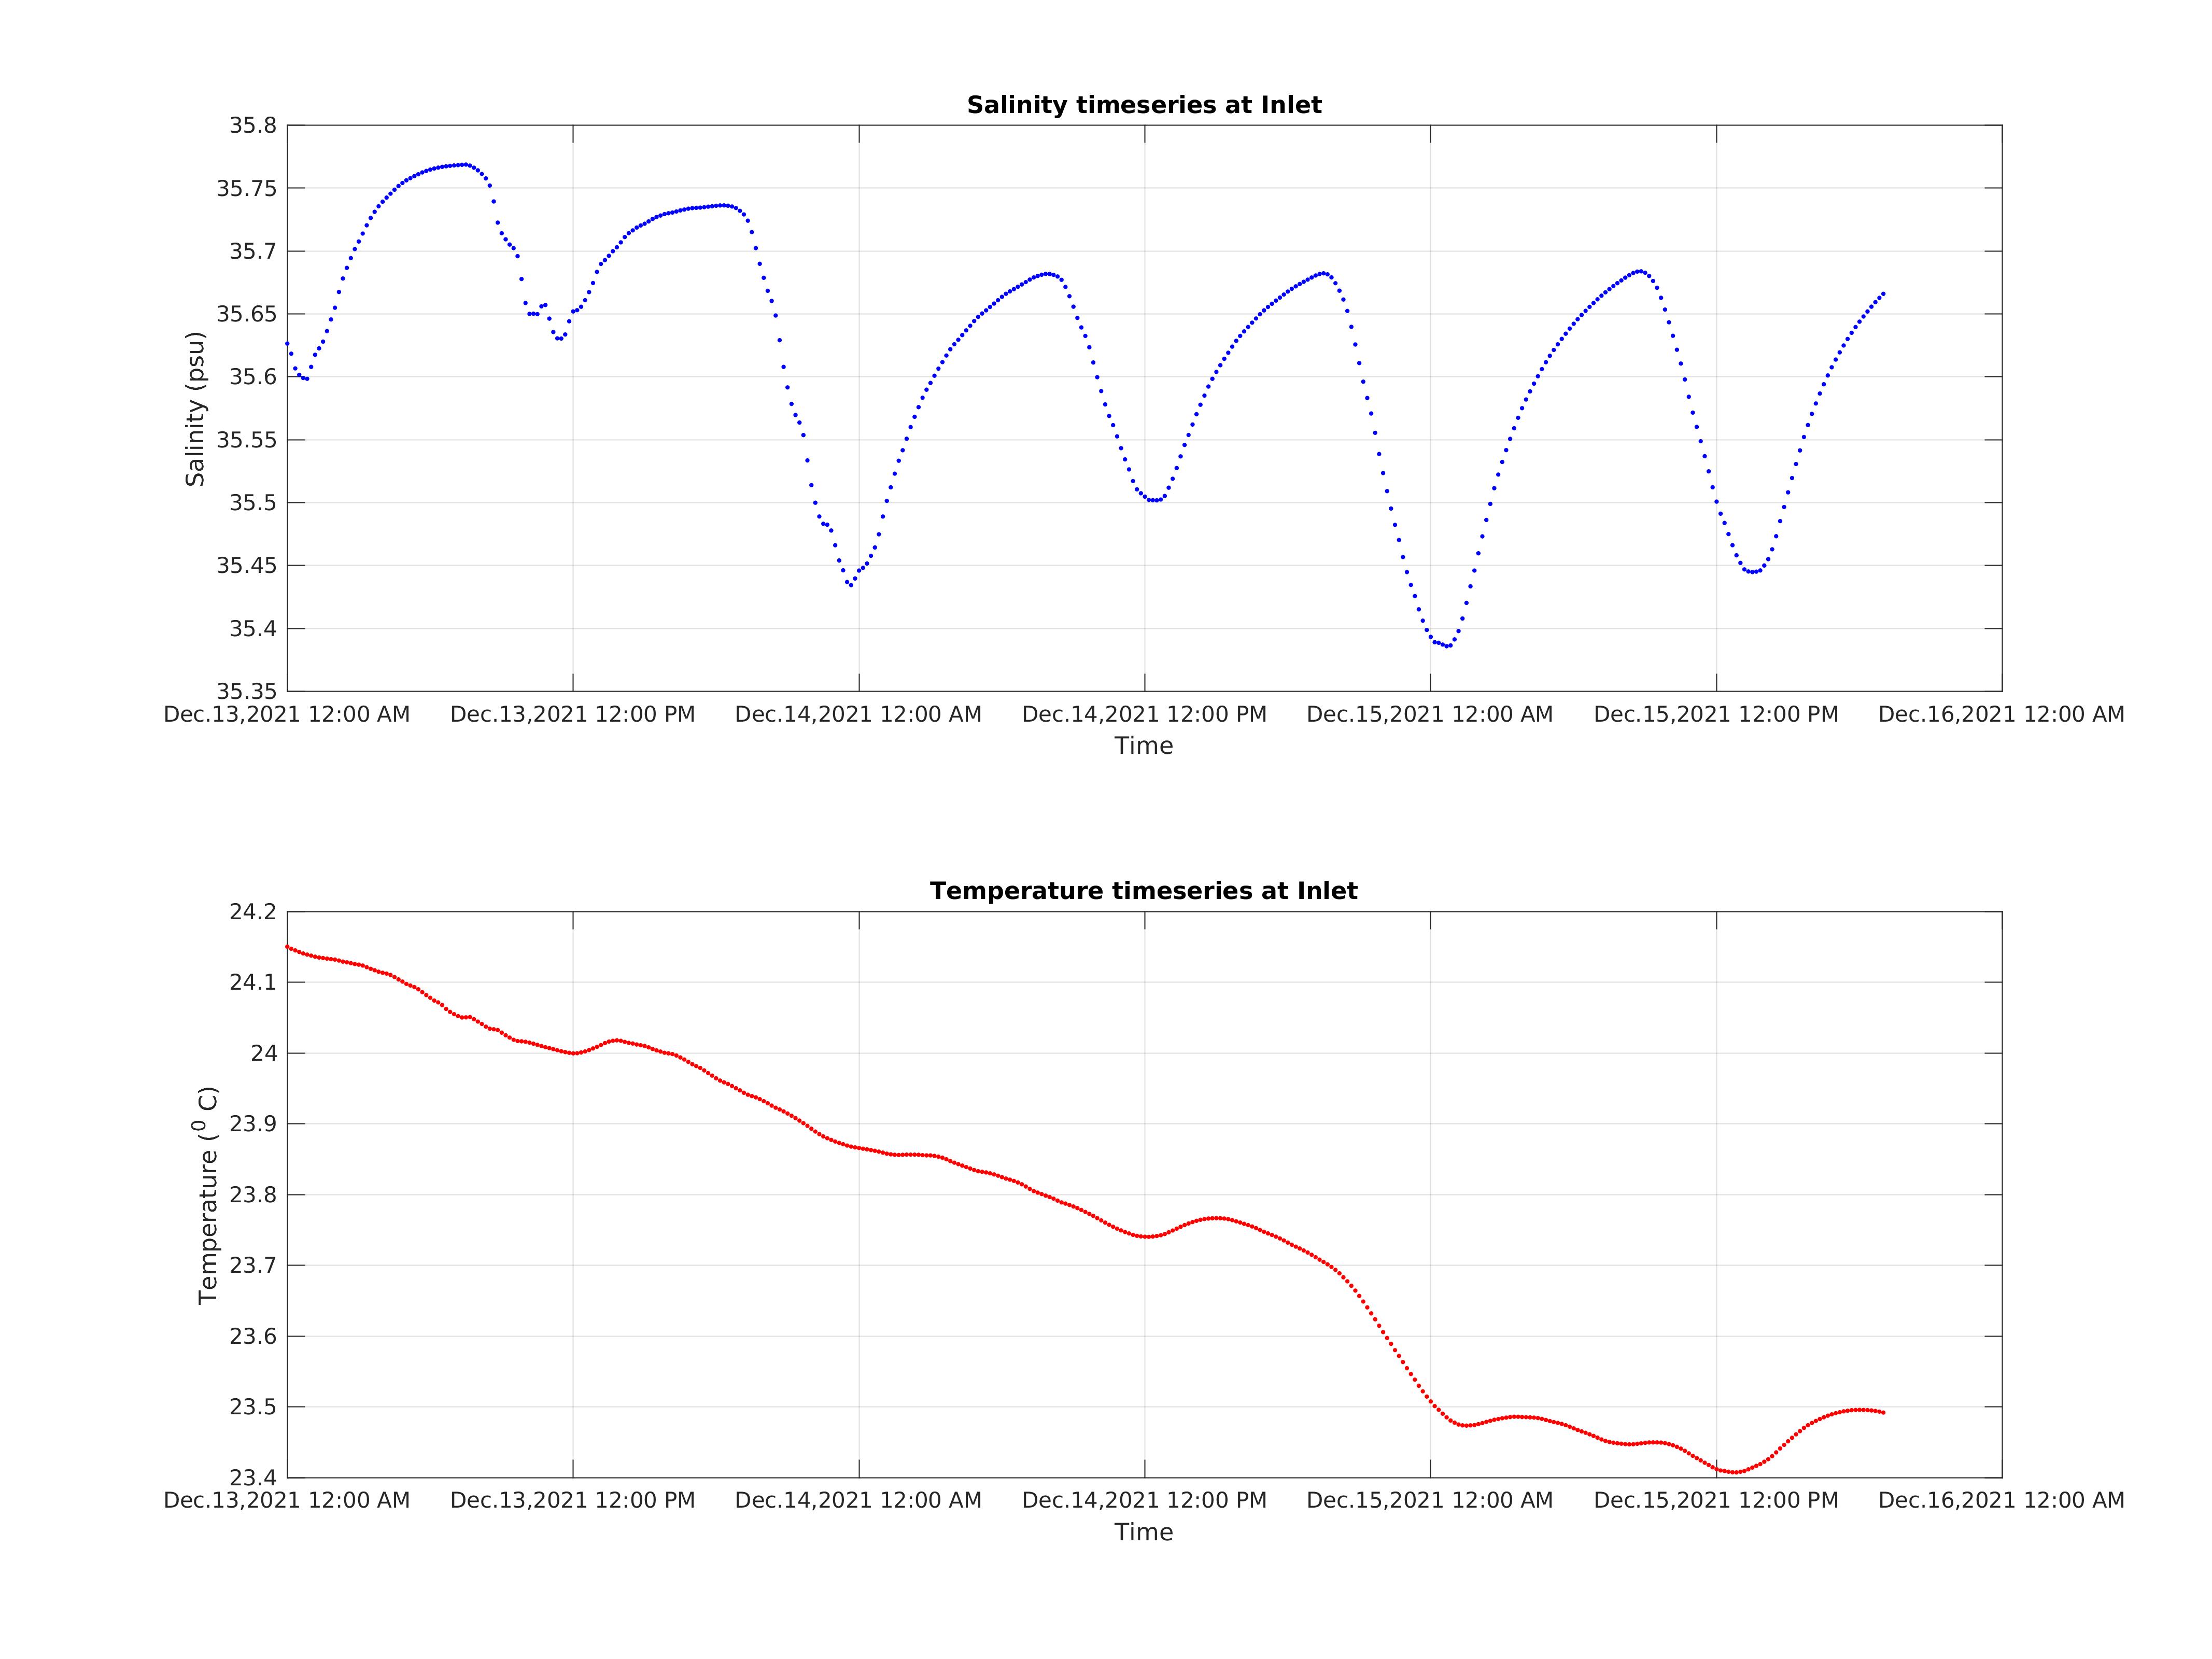 Salinity timeseries at Inlet
35.8
35.75
35.7
35.65
35.6
35.55
35.5
35.45
35.4
35.35
Salinity (psu)
Dec.13,2021 12:00 AM Dec.13,2021 12:00 PM Dec.14,2021 12:00 AM Dec.14,2021 12:00 PM Dec.15,2021 12:00 AM Dec.15,2021 12:00 PM Dec.16,2021 12:00 AM
Time
Temperature timeseries at Inlet
24.2
24.1
24
23.9
23.8
23.7
23.6
23.5
23.4
Temperature (⁰ C)
Dec.13,2021 12:00 AM Dec.13,2021 12:00 PM Dec.14,2021 12:00 AM Dec.14,2021 12:00 PM Dec.15,2021 12:00 AM Dec.15,2021 12:00 PM Dec.16,2021 12:00 AM
Time